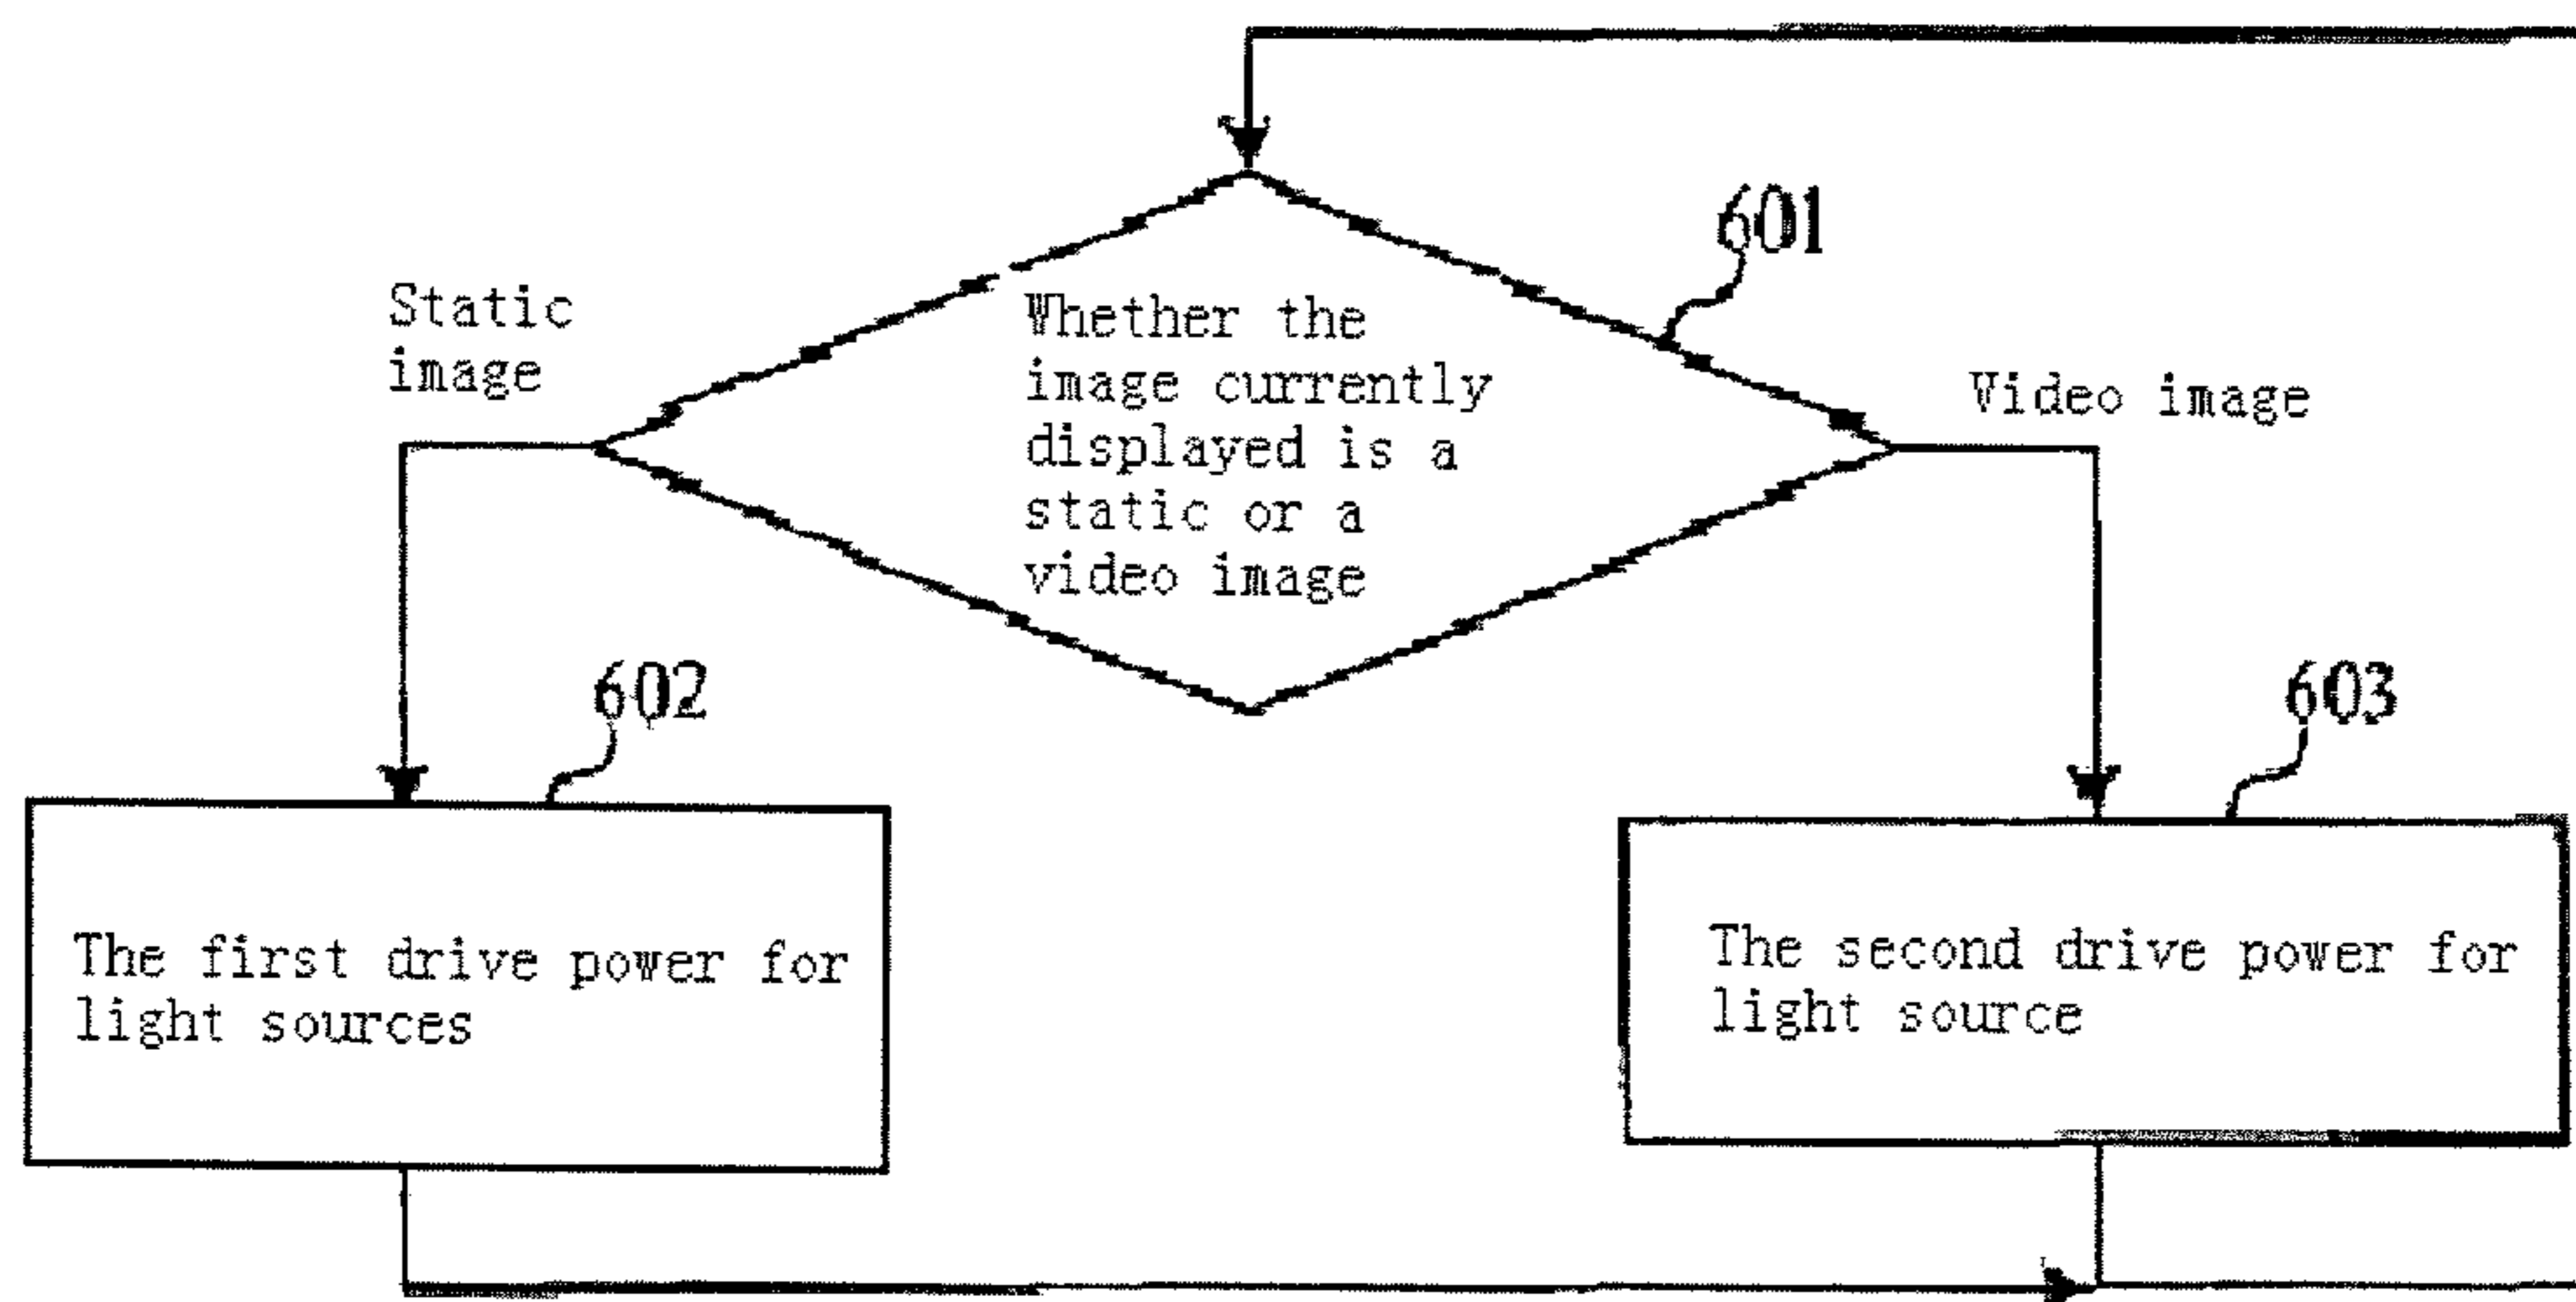 601
Static
image
Whether the
image currently
displayed is a
static or a
video image
Video image
602
603
The first drive power for
light sources
The second drive power for
light source